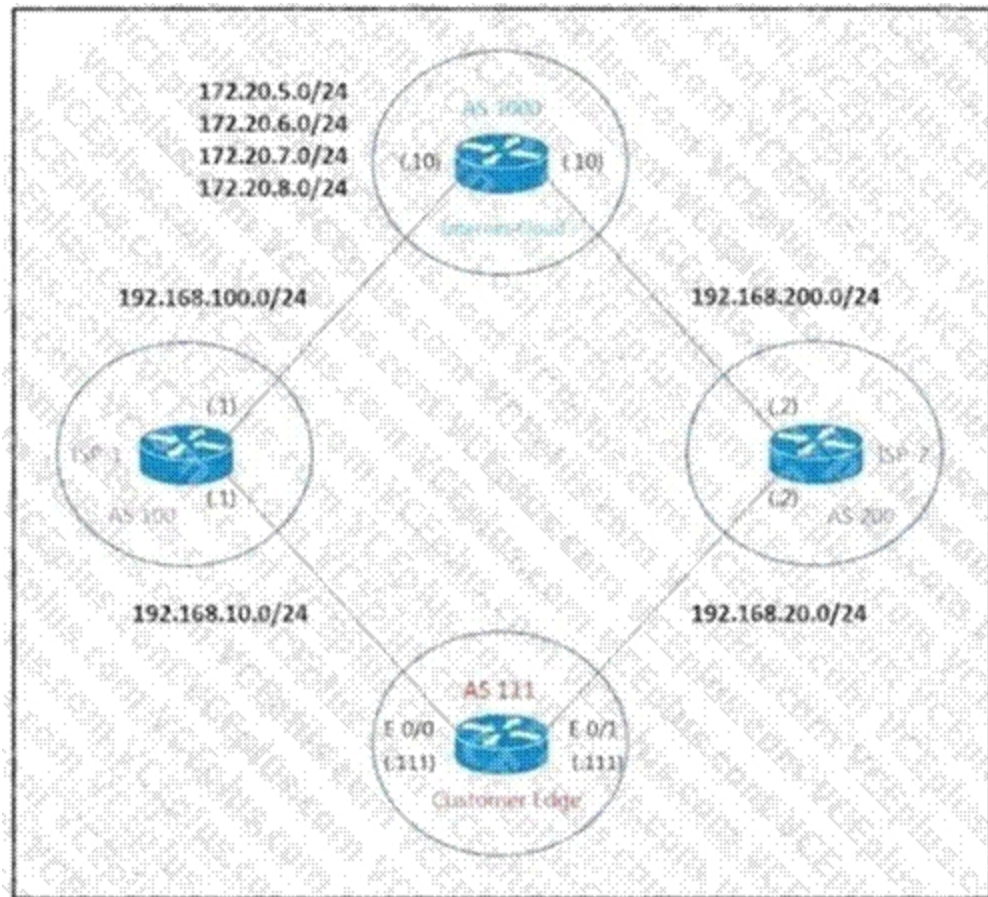 172.20.5.0/24
172.20.6.0/24
172.20.7.0/24
172.20.8.0/24
AS 1000
(.10)
(.10)
Internet Cloud
192.168.100.0/24
192.168.200.0/24
(.1)
ISP-1
(.1)
AS 100
(.2)
ISP-2
(.2)
AS 200
192.168.10.0/24
192.168.20.0/24
AS 111
E 0/0
E 0/1
(.111)
(.111)
Customer Edge